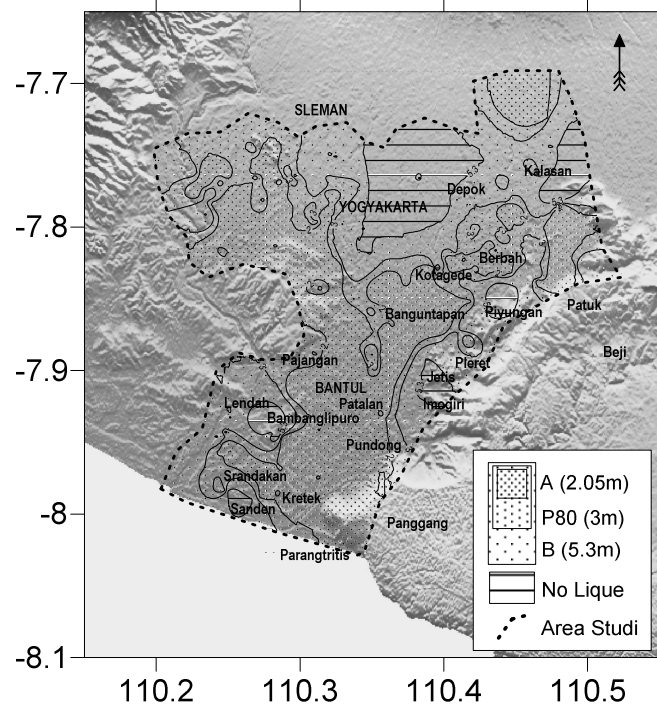 -7.7
SLEMAN
Kalasan
5.3
Depok
YOGYAKARTA
-7.8
Berbah
Kotagede
Patuk
Banguntapan
Piyungan
Beji
-7.9
Pajangan
Pleret
Jetis
BANTUL
Lendah
Patalan
Imogiri
Bambanglipuro
Pundong
Srandakan
Kretek
-8
Sanden
Panggang
Parangtritis
A (2.05m)
P80 (3m)
B (5.3m)
No Lique
Area Studi
-8.1
110.2 110.3 110.4 110.5